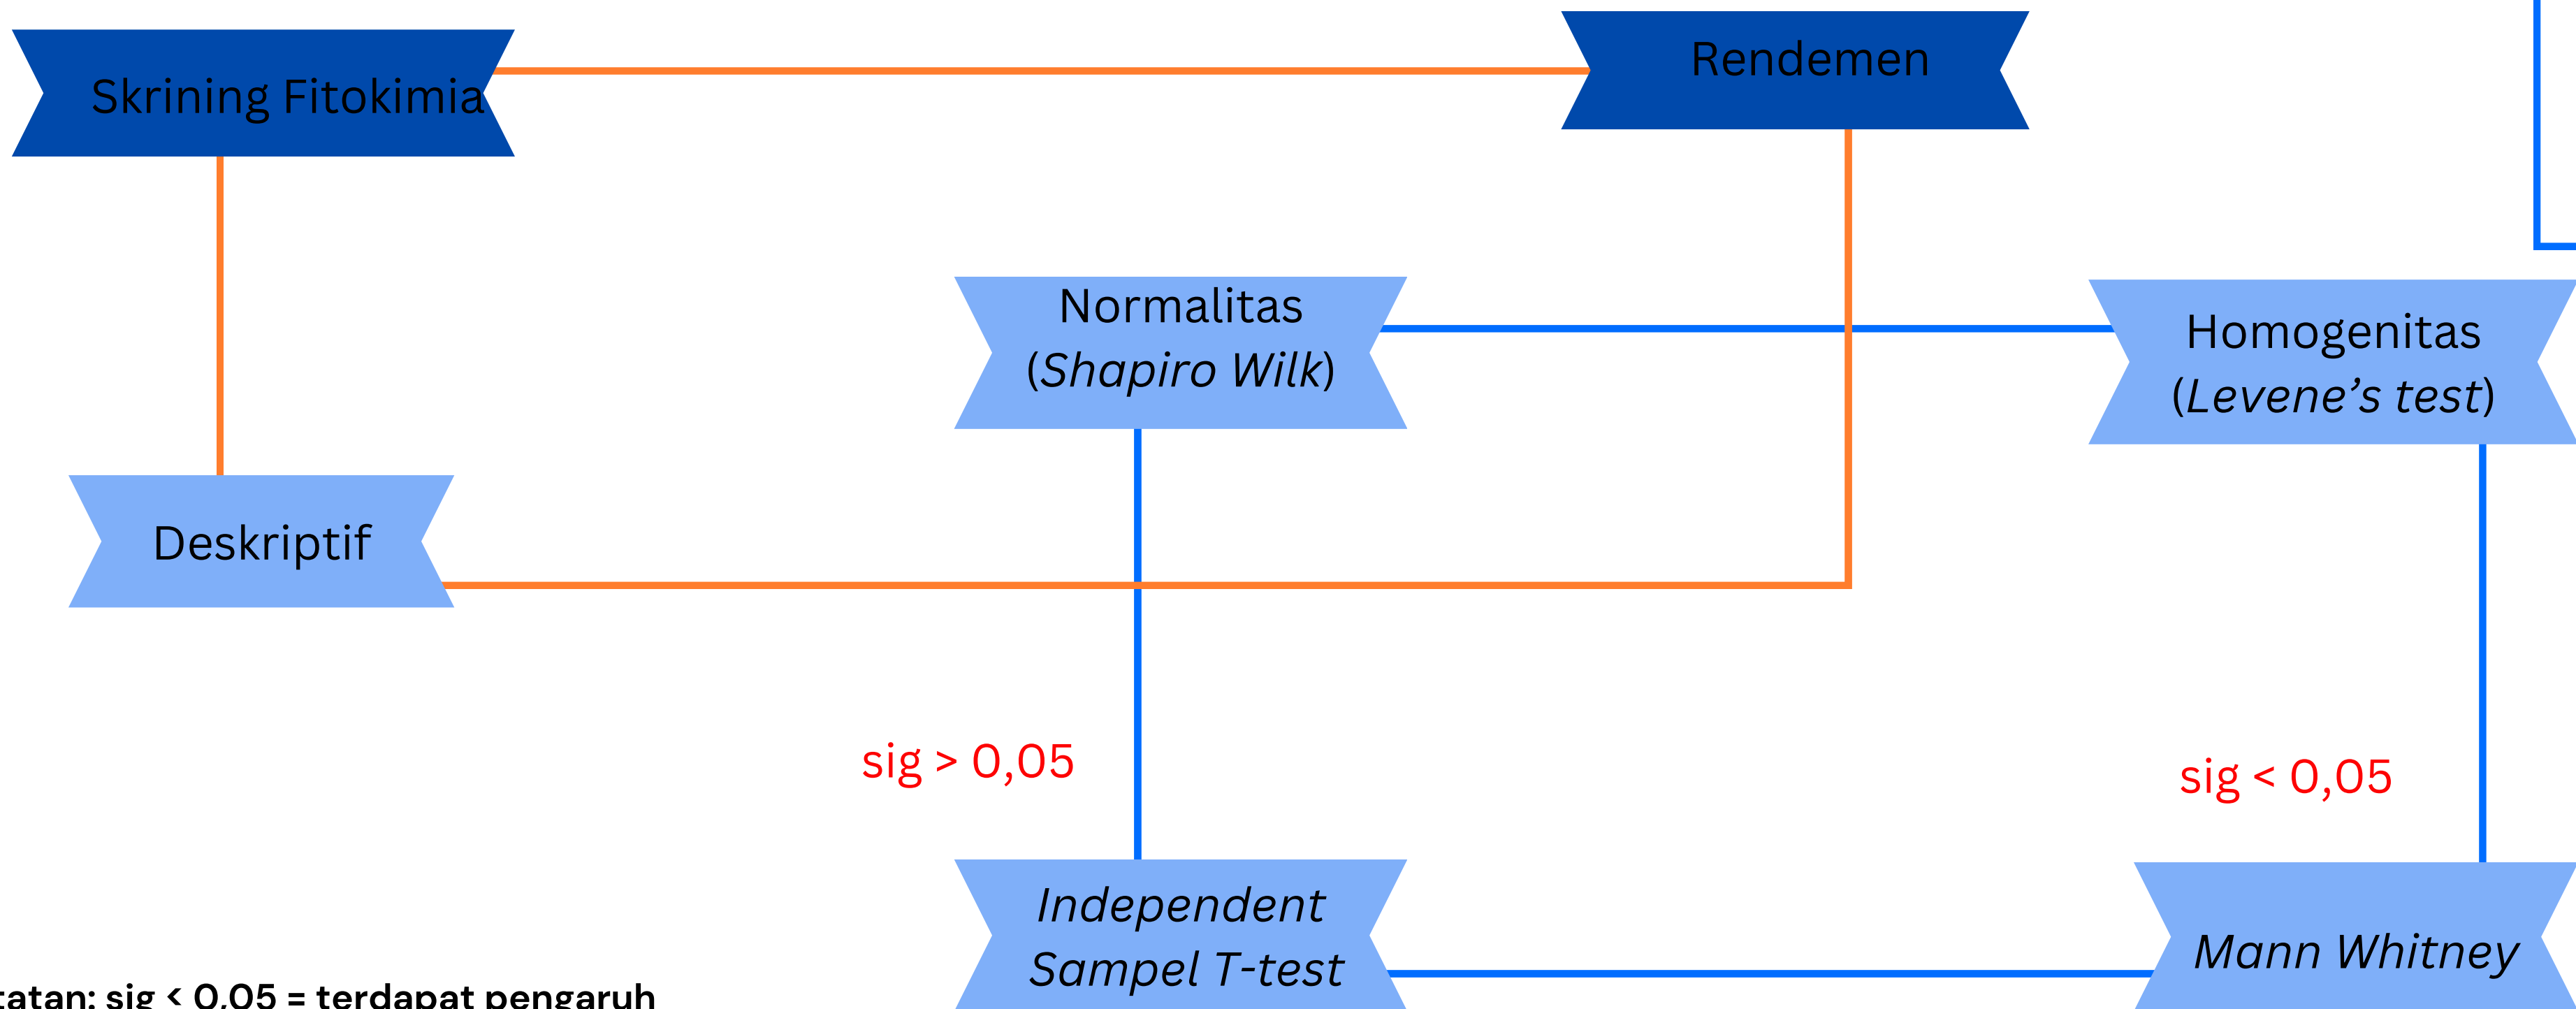 Skrining Fitokimia
Rendemen
Normalitas
(Shapiro Wilk)
Homogenitas
(Levene’s test)
Deskriptif
sig > 0,05
sig < 0,05
Independent
Sampel T-test
Mann Whitney
sig < 0,05 = terdapat pengaruh